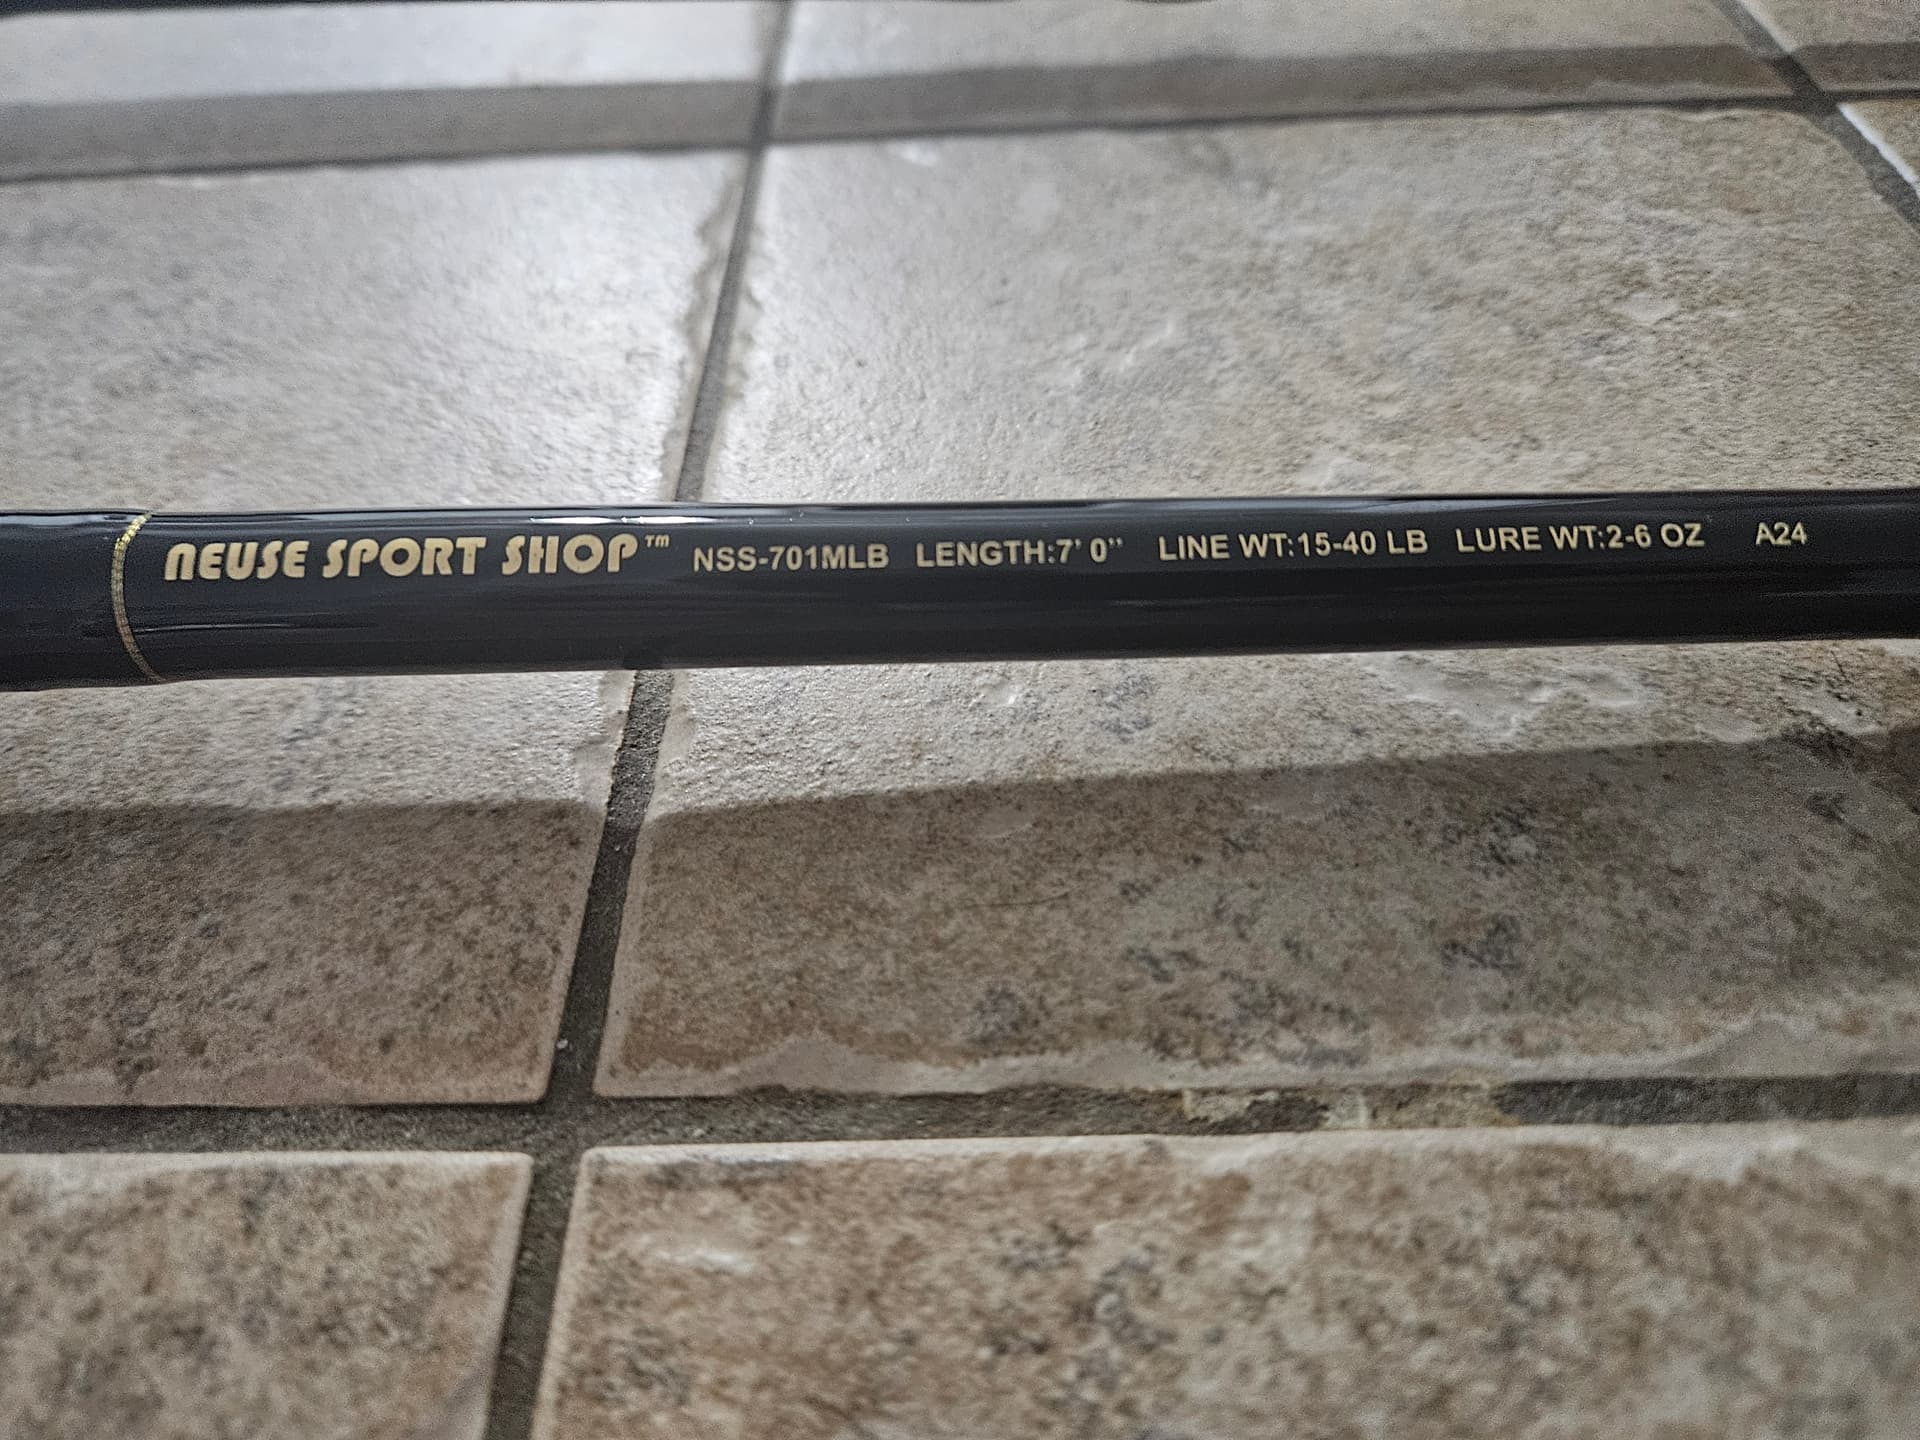 NEUSE SPORT SHOP™ NSS-701MLB LENGTH:7' 0" LINE WT:15-40 LB LURE WT:2-6 OZ A24